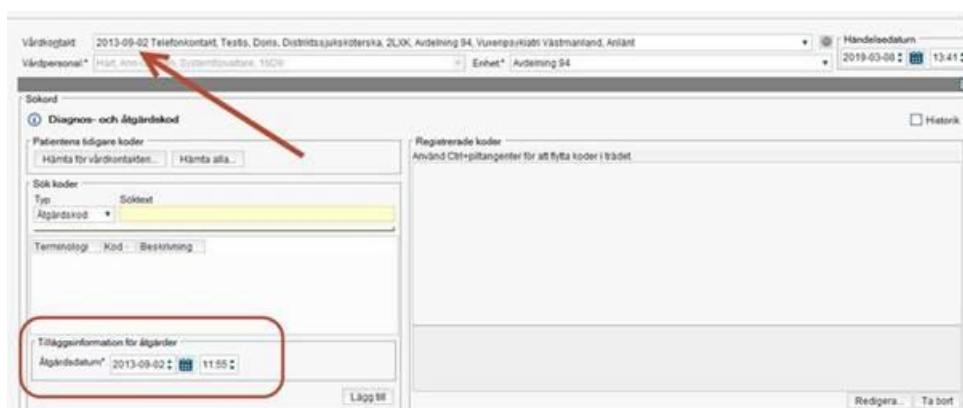 Vårdkontakt 2013-09-02 Telefonkontakt, Testis, Doris, Distriktssjuksköterska, 2LXK, Avdelning 94, Vuxenpsykiatri Västmanland, Anlänt
Händelsedatum
Vårdpersonal* Systemförvaltare, 15D9 Enhet* Avdelning 94 2019-03-08 13:41
Sökord
Diagnos- och åtgärdskod Historik
Patientens tidigare koder Registrerade koder
Använd Ctrl+piltangenter för att flytta koder i trädet.
Hämta för vårdkontakten... Hämta alla...
Sök koder
Typ Söktext
Åtgärdskod
Terminologi Kod Beskrivning
Tilläggsinformation för åtgärder
Åtgärdsdatum* 2013-09-02 11:55
Lägg till
Redigera... Ta bort